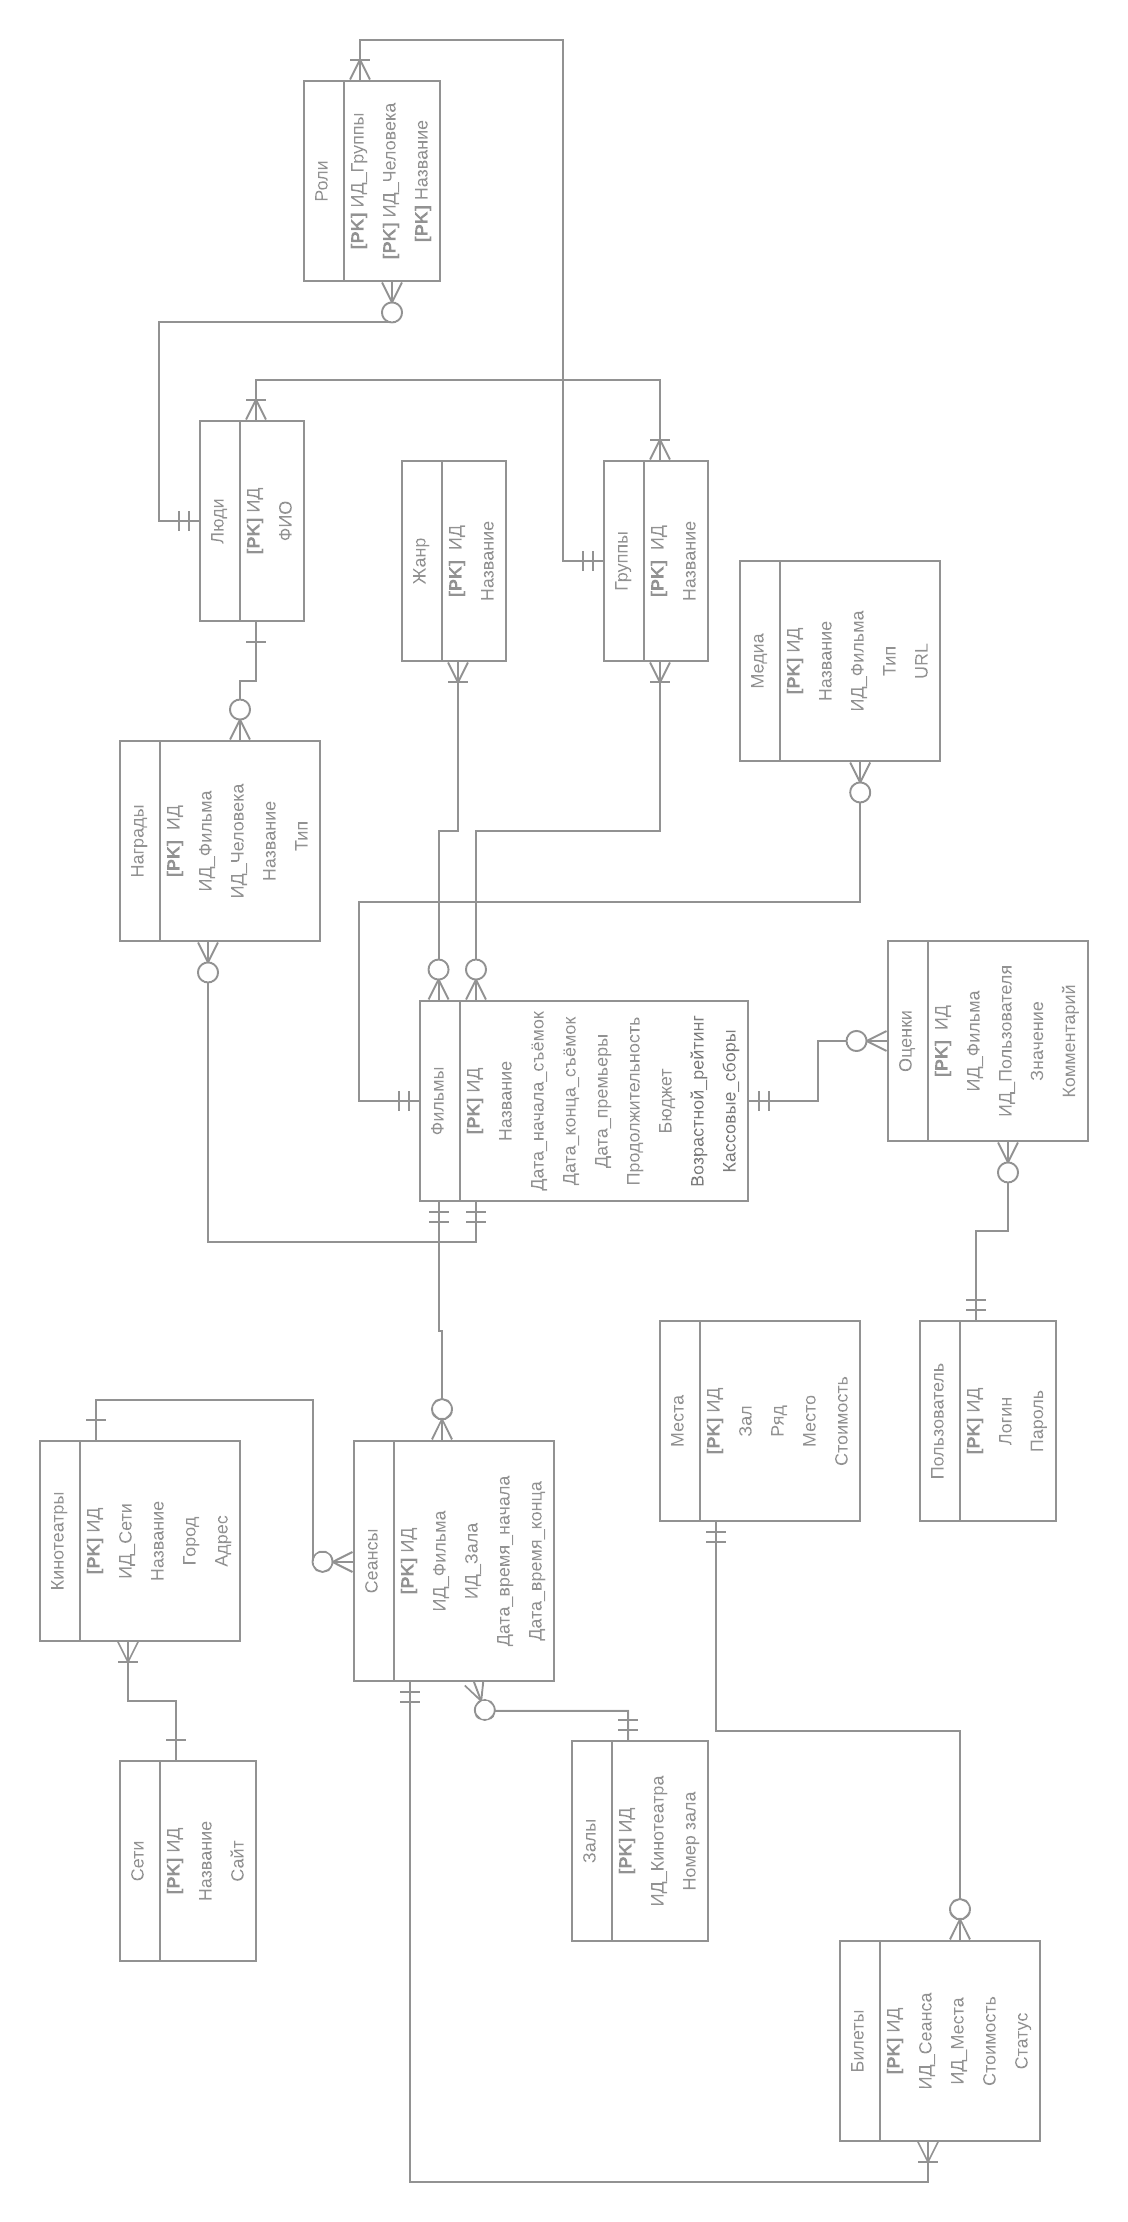 Сети
[PK] ИД
Название
Сайт
Кинотеатры
[PK] ИД
ИД_Сети
Название
Город
Адрес
Награды
[PK] ИД
ИД_Фильма
ИД_Человека
Название
Тип
Люди
[PK] ИД
ФИО
Роли
[PK] ИД_Группы
[PK] ИД_Человека
[PK] Название
Сеансы
[PK] ИД
ИД_Фильма
ИД_Зала
Дата_время_начала
Дата_время_конца
Фильмы
[PK] ИД
Название
Дата_начала_съёмок
Дата_конца_съёмок
Дата_премьеры
Продолжительность
Бюджет
Возрастной_рейтинг
Кассовые_сборы
Жанр
[PK] ИД
Название
Залы
[PK] ИД
ИД_Кинотеатра
Номер зала
Группы
[PK] ИД
Название
Места
[PK] ИД
Зал
Ряд
Место
Стоимость
Медиа
[PK] ИД
Название
ИД_Фильма
Тип
URL
Билеты
[PK] ИД
ИД_Сеанса
ИД_Места
Стоимость
Статус
Пользователь
[PK] ИД
Логин
Пароль
Оценки
[PK] ИД
ИД_Фильма
ИД_Пользователя
Значение
Комментарий